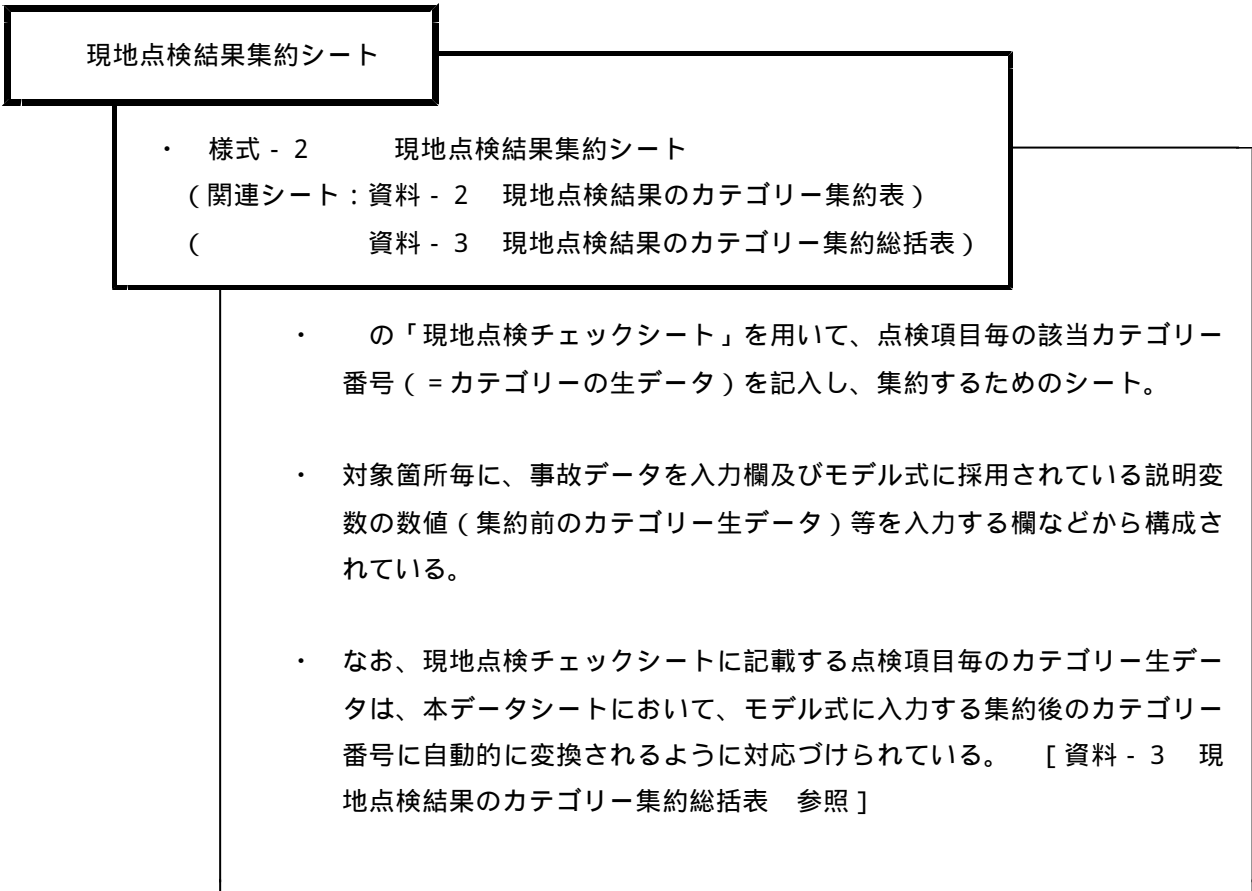 現地点検結果集約シート
・　様式－２　　　現地点検結果集約シート
（関連シート：資料－２　現地点検結果のカテゴリー集約表）
（　　　　　　資料－３　現地点検結果のカテゴリー集約総括表）
・　　の「現地点検チェックシート」を用いて、点検項目毎の該当カテゴリー
番号（＝カテゴリーの生データ）を記入し、集約するためのシート。
・　対象箇所毎に、事故データを入力欄及びモデル式に採用されている説明変
数の数値（集約前のカテゴリー生データ）等を入力する欄などから構成さ
れている。
・　なお、現地点検チェックシートに記載する点検項目毎のカテゴリー生デー
タは、本データシートにおいて、モデル式に入力する集約後のカテゴリー
番号に自動的に変換されるように対応づけられている。　［資料－３　現
地点検結果のカテゴリー集約総括表　参照］